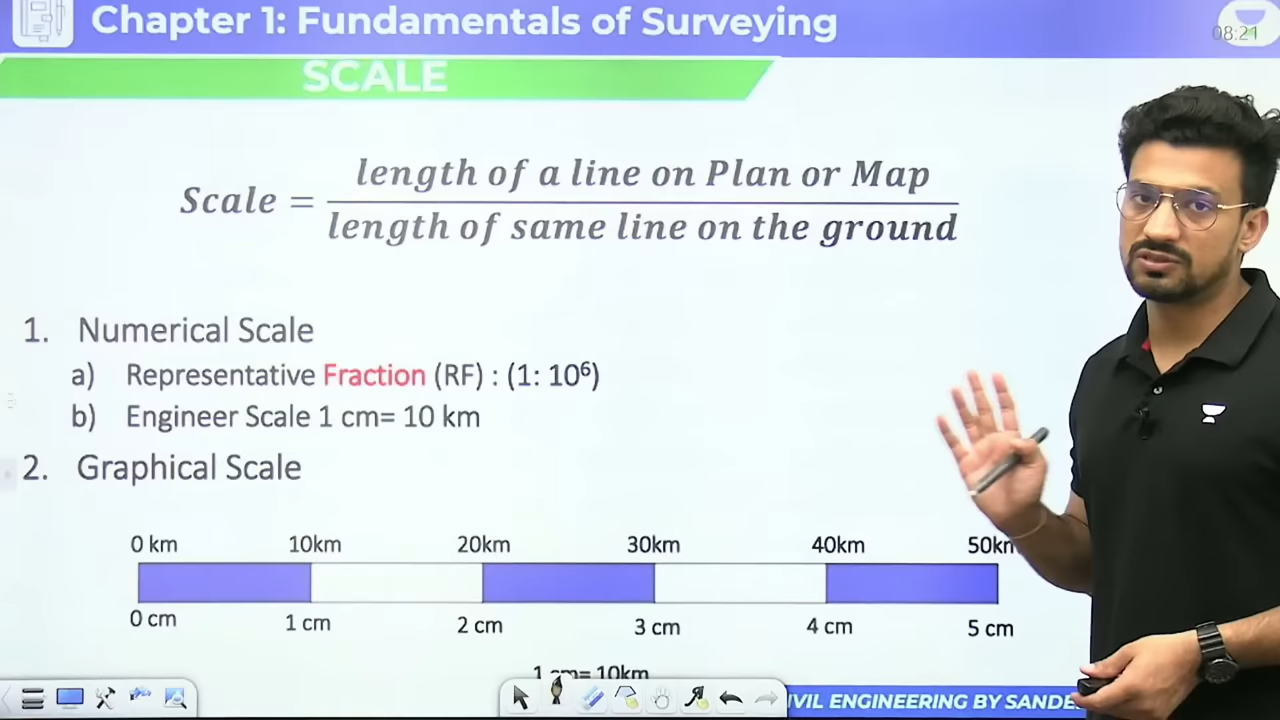 Chapter 1: Fundamentals of Surveying
08:21
SCALE
Scale = length of a line on Plan or Map / length of same line on the ground
1. Numerical Scale
a) Representative Fraction (RF) : (1: 10⁶)
b) Engineer Scale 1 cm= 10 km
2. Graphical Scale
0 km 10km 20km 30km 40km 50km
0 cm 1 cm 2 cm 3 cm 4 cm 5 cm
1 cm= 10km
IVIL ENGINEERING BY SANDE